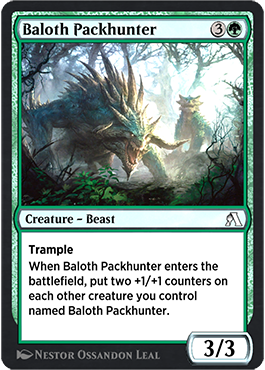 Baloth Packhunter 3
Creature – Beast
Trample
When Baloth Packhunter enters the
battlefield, put two +1/+1 counters on
each other creature you control
named Baloth Packhunter.
Nestor Ossandon Leal
3/3